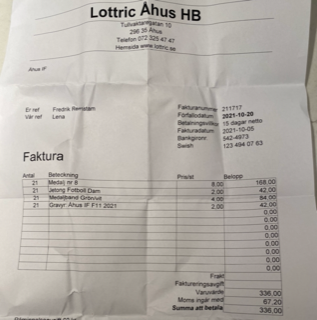 Lottric Åhus HB
Tullvaktaregatan 10
296 35 Åhus
Telefon 072 325 47 47
Hemsida www.lottric.se
Åhus IF
Er ref Fredrik
Vår ref Lena
Fakturanummer 211717
Förfallodatum: 2021-10-20
Betalningsvillkor 15 dagar netto
Fakturadatum 2021-10-05
Bankgironr 542-4973
Swish 123 494 07 63
Faktura
Antal Beteckning Pris/st Belopp
21 Medalj nr 8 8,00 168,00
21 Jetong Fotboll Dam 2,00 42,00
21 Medaljband Grön/vit 4,00 84,00
21 Gravyr: Åhus IF F11 2021 2,00 42,00
0,00
0,00
0,00
0,00
0,00
0,00
0,00
0,00
Frakt
Faktureringsavgift
Varuvärde 336,00
Moms ingår med 67,20
Summa att betala 336,00